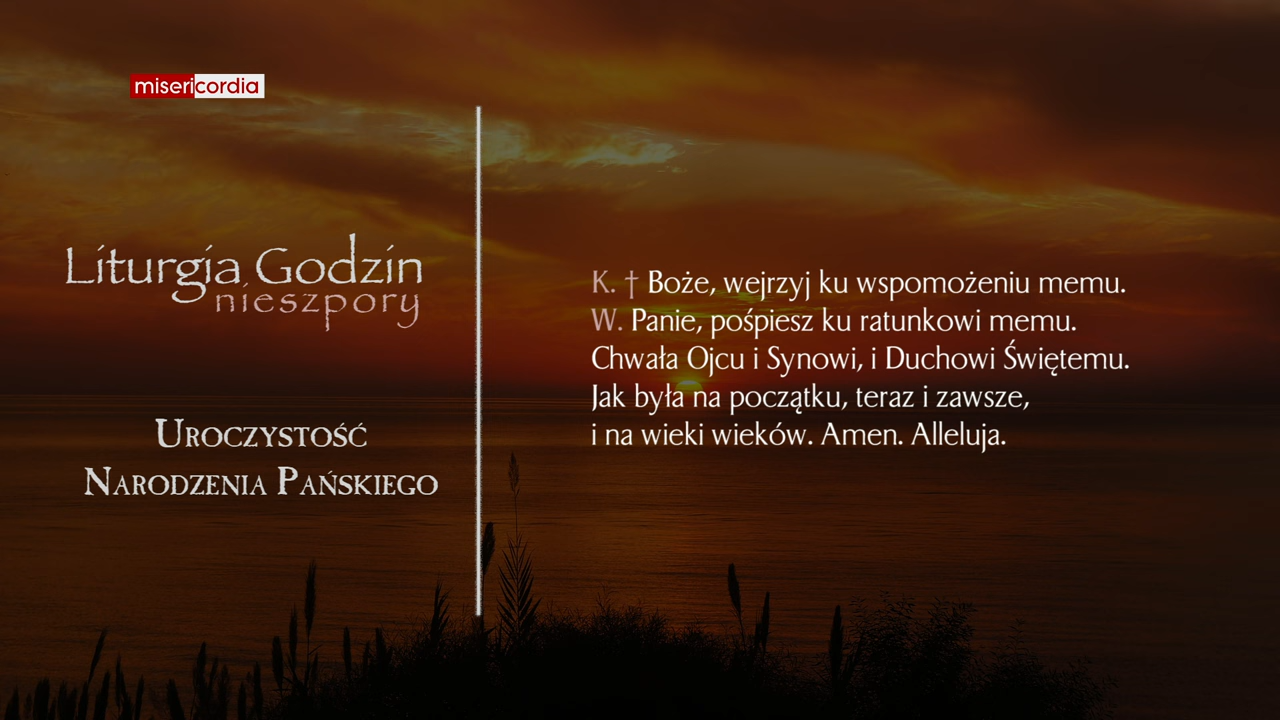 misericordia
Liturgia Godzin
nieszpory
Uroczystość
Narodzenia Pańskiego
K. † Boże, wejrzyj ku wspomożeniu memu.
W. Panie, pośpiesz ku ratunkowi memu.
Chwała Ojcu i Synowi, i Duchowi Świętemu.
Jak była na początku, teraz i zawsze,
i na wieki wieków. Amen. Alleluja.